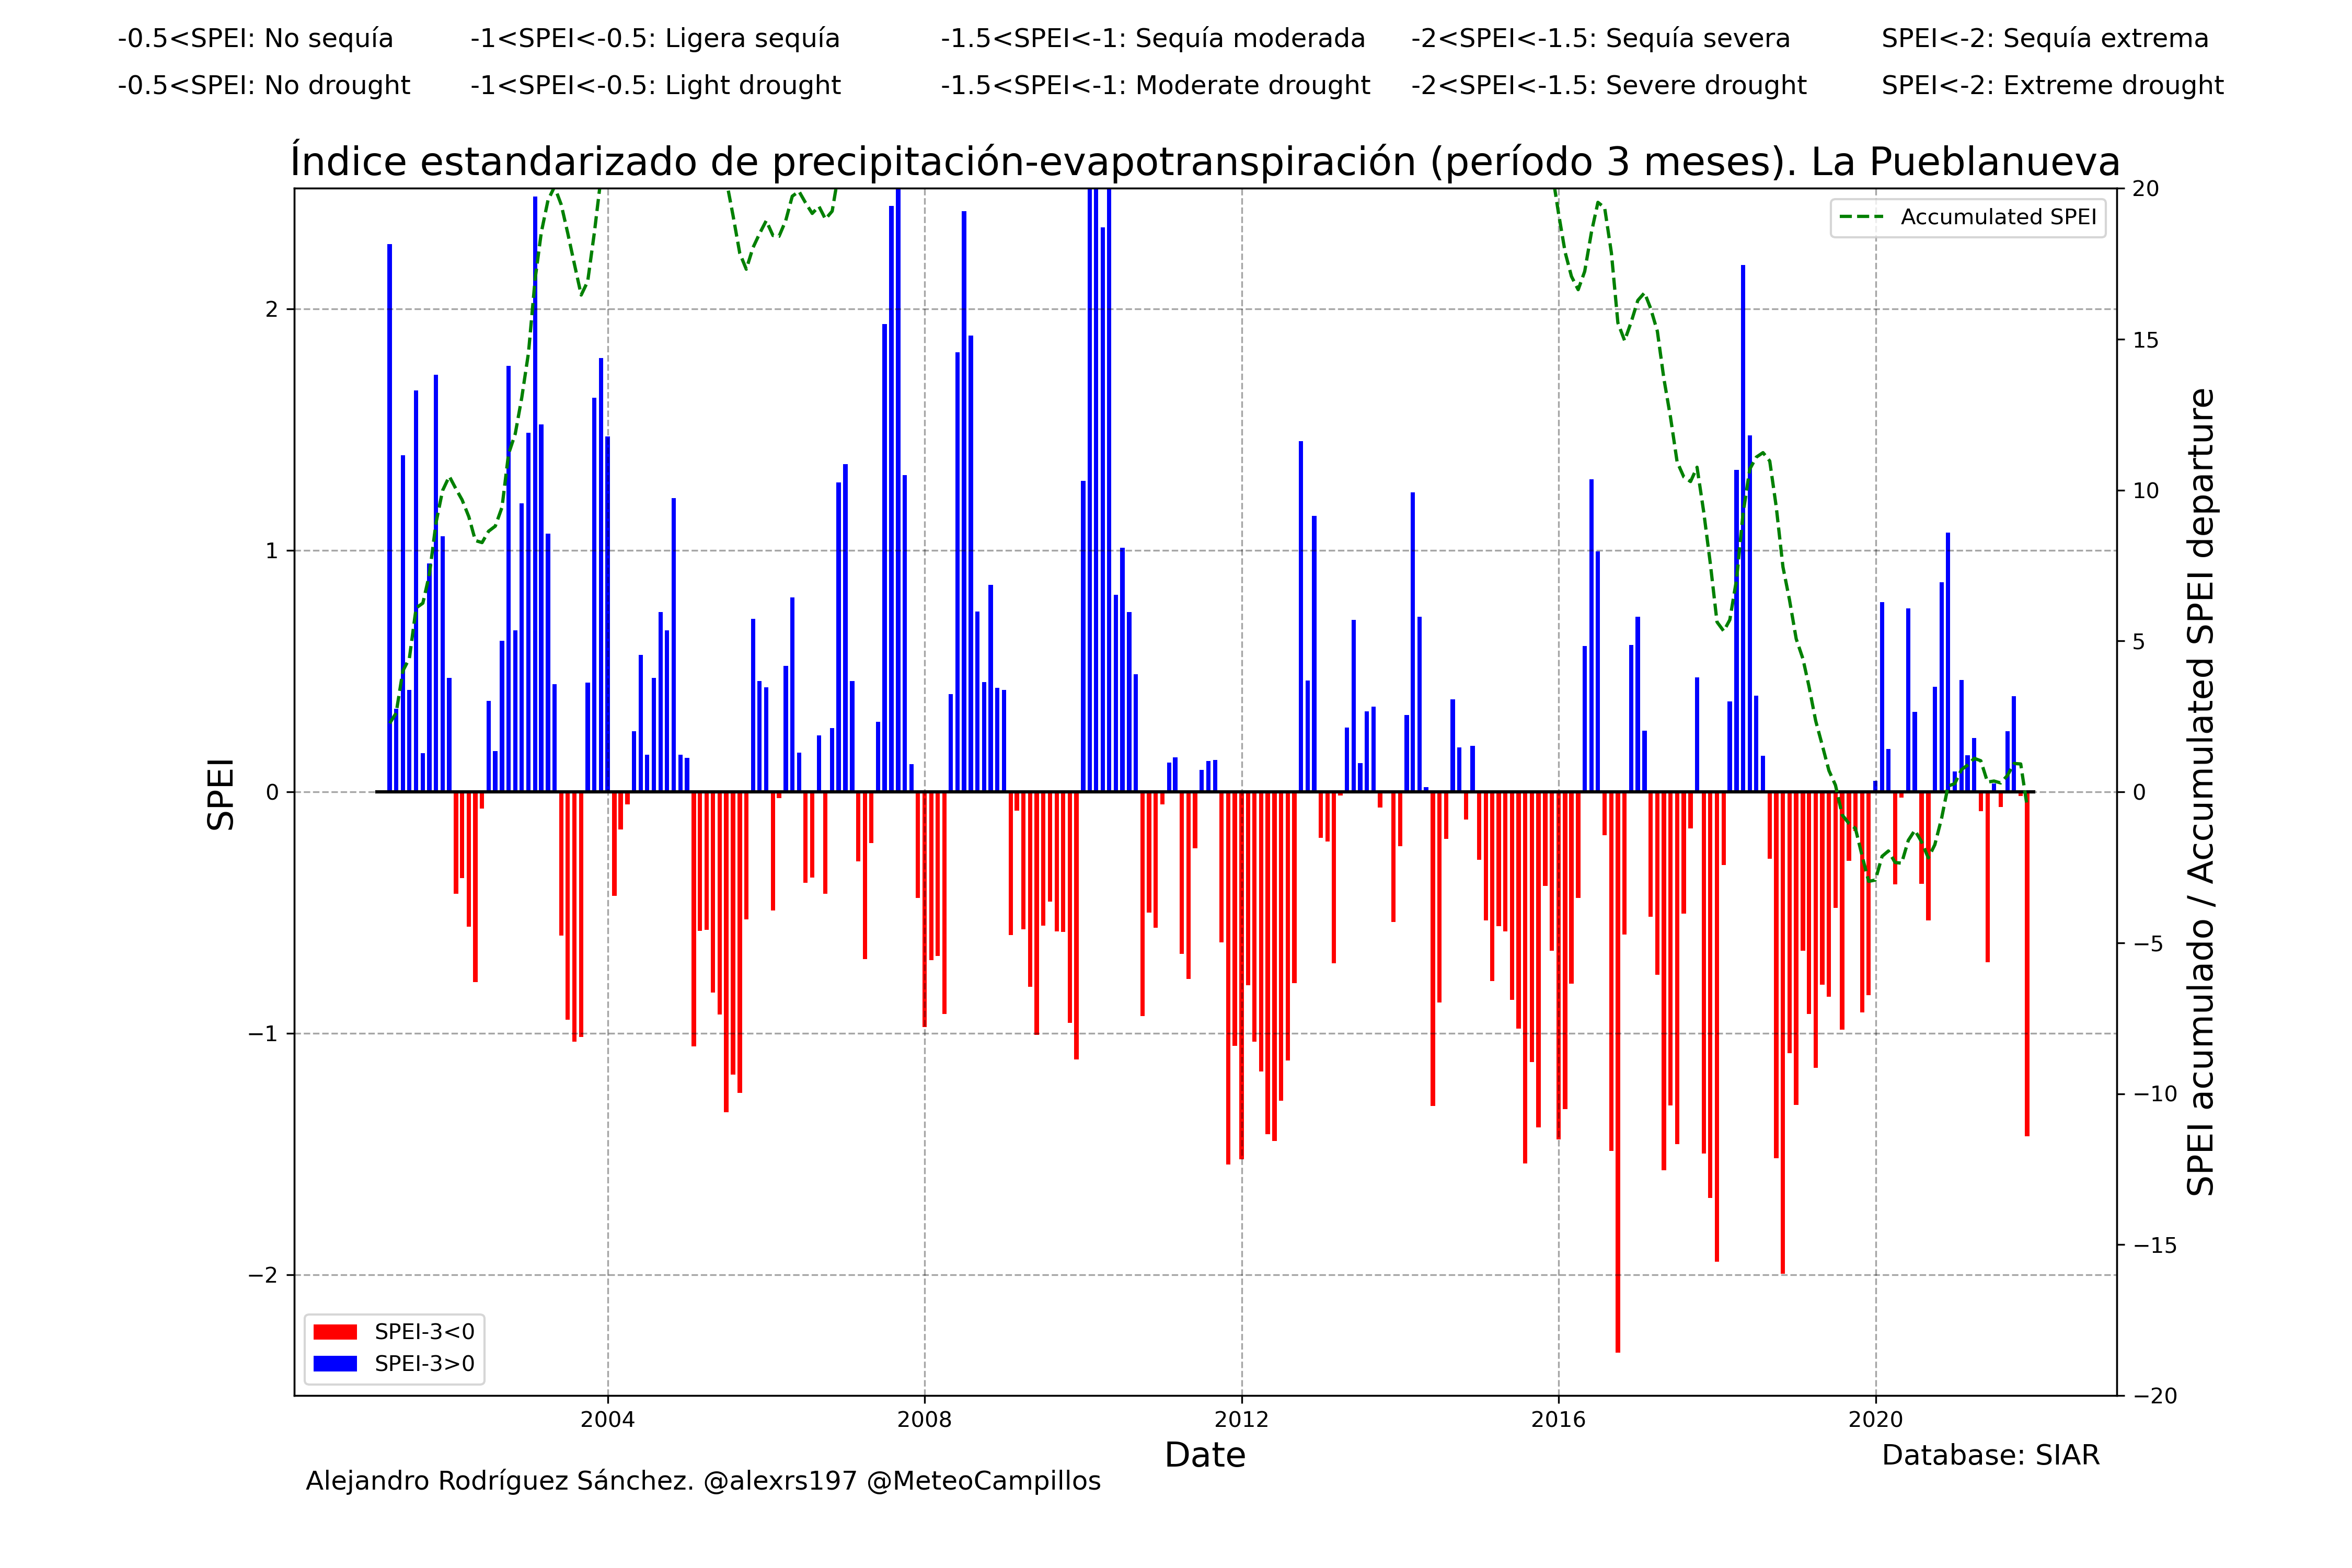 -0.5<SPEI: No sequía
-1<SPEI<-0.5: Ligera sequía
-1.5<SPEI<-1: Sequía moderada
-2<SPEI<-1.5: Sequía severa
SPEI<-2: Sequía extrema
-0.5<SPEI: No drought
-1<SPEI<-0.5: Light drought
-1.5<SPEI<-1: Moderate drought
-2<SPEI<-1.5: Severe drought
SPEI<-2: Extreme drought
Índice estandarizado de precipitación-evapotranspiración (período 3 meses). La Pueblanueva
Accumulated SPEI
SPEI
2
1
0
−1
−2
20
15
10
5
0
−5
−10
−15
−20
SPEI acumulado / Accumulated SPEI departure
SPEI-3<0
SPEI-3>0
2004
2008
2012
2016
2020
Date
Database: SIAR
Alejandro Rodríguez Sánchez. @alexrs197 @MeteoCampillos